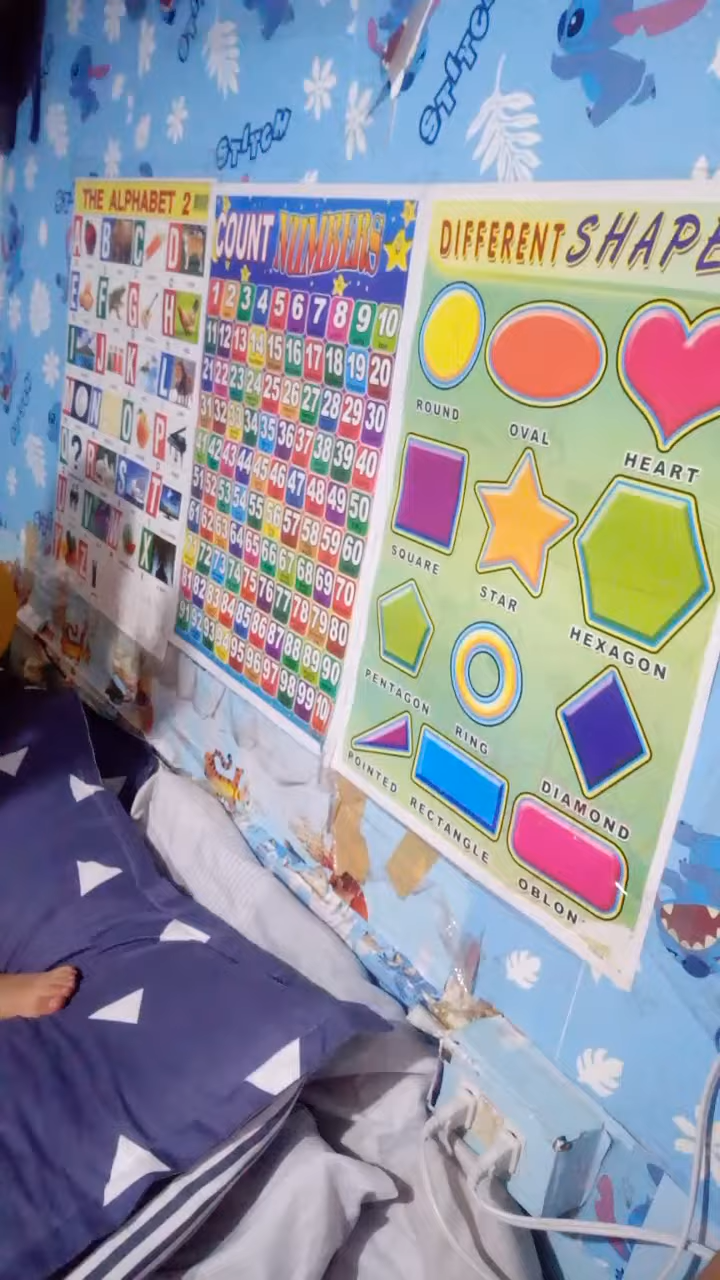 STITCH
STITCH
THE ALPHABET 2
A B C D
E F G H
I J K L
M N O P
Q R S T
U V W
X
Z
COUNT NUMBERS
1 2 3 4 5 6 7 8 9 10
11 12 13 14 15 16 17 18 19 20
21 22 23 24 25 26 27 28 29 30
31 32 33 34 35 36 37 38 39 40
41 42 43 44 45 46 47 48 49 50
51 52 53 54 55 56 57 58 59 60
61 62 63 64 65 66 67 68 69 70
71 72 73 74 75 76 77 78 79 80
81 82 83 84 85 86 87 88 89 90
91 92 93 94 95 96 97 98 99 10
DIFFERENT SHAPE
ROUND
OVAL
HEART
SQUARE
STAR
HEXAGON
PENTAGON
RING
DIAMOND
POINTED
RECTANGLE
OBLON